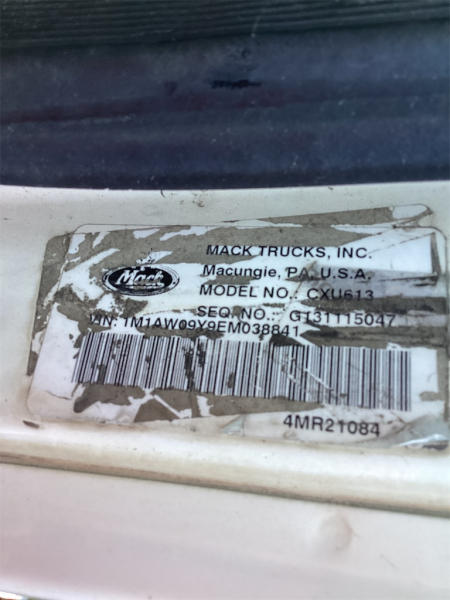 Mack
MACK TRUCKS, INC.
Macungie, PA, U.S.A.
MODEL NO.: CXU613
SEQ NO.: G131115047
VIN: 1M1AW09Y9EM038841
4MR21084